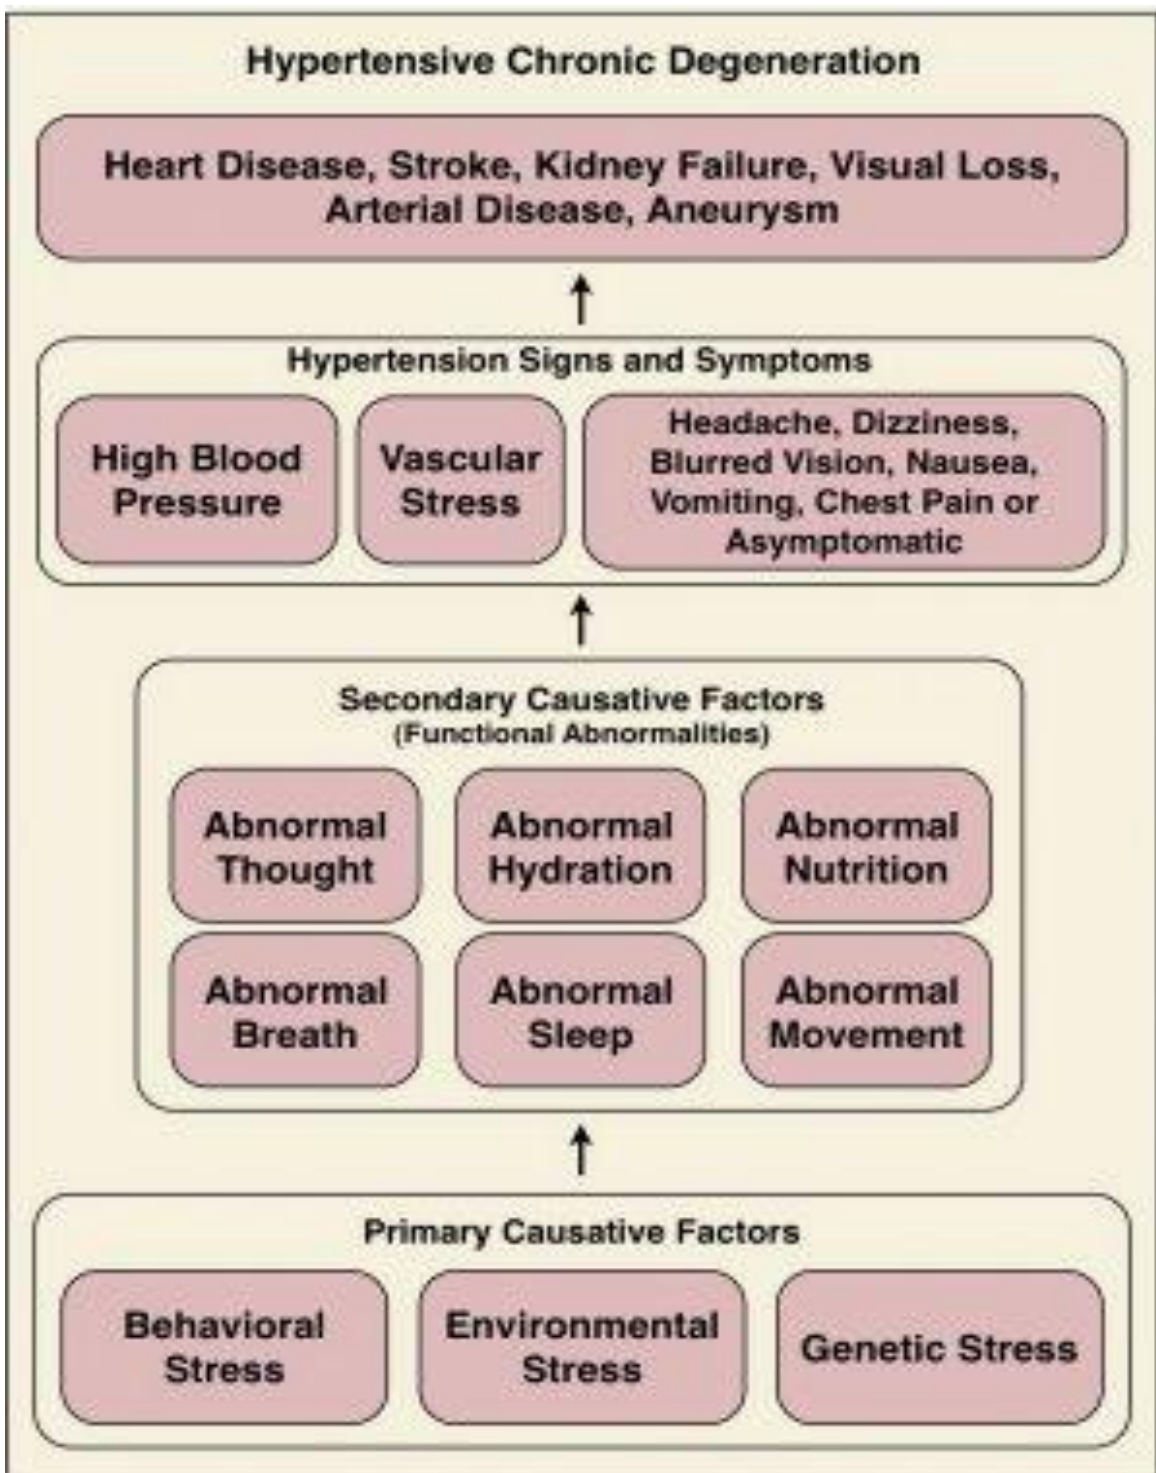 Hypertensive Chronic Degeneration
Heart Disease, Stroke, Kidney Failure, Visual Loss,
Arterial Disease, Aneurysm
Hypertension Signs and Symptoms
High Blood
Pressure
Vascular
Stress
Headache, Dizziness,
Blurred Vision, Nausea,
Vomiting, Chest Pain or
Asymptomatic
Secondary Causative Factors
(Functional Abnormalities)
Abnormal
Thought
Abnormal
Hydration
Abnormal
Nutrition
Abnormal
Breath
Abnormal
Sleep
Abnormal
Movement
Primary Causative Factors
Behavioral
Stress
Environmental
Stress
Genetic Stress